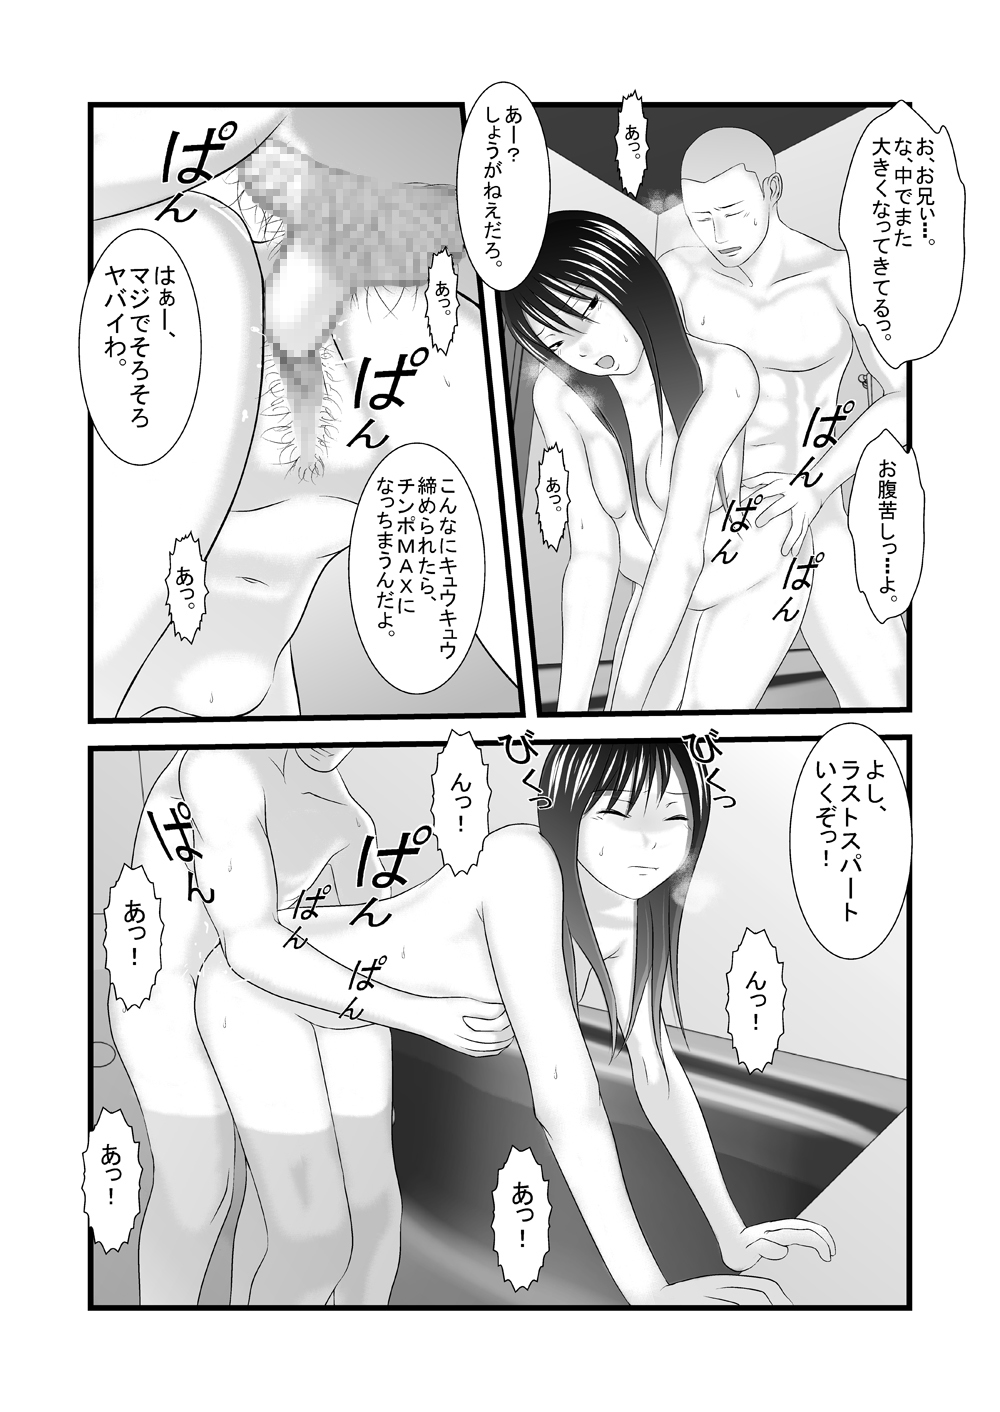 お、お兄い…。
な、中でまた
大きくなってきてるっ。
あっ。
あー？
しょうがねえだろ。
お腹苦しっ…よ。
あっ。
ぱん
ぱん
ぱん
ぱん
あっ。
ぱん
こんなにキュウキュウ
締められたら、
チンポＭＡＸに
なっちまうんだよ。
ぱん
はぁー、
マジでそろそろ
ヤバイわ。
あっ。
よし、
ラストスパート
いくぞっ！
びくっ
びくっ
んっ！
んっ！
ぱん
ぱん
ぱん
ぱん
あっ！
あっ！
あっ！